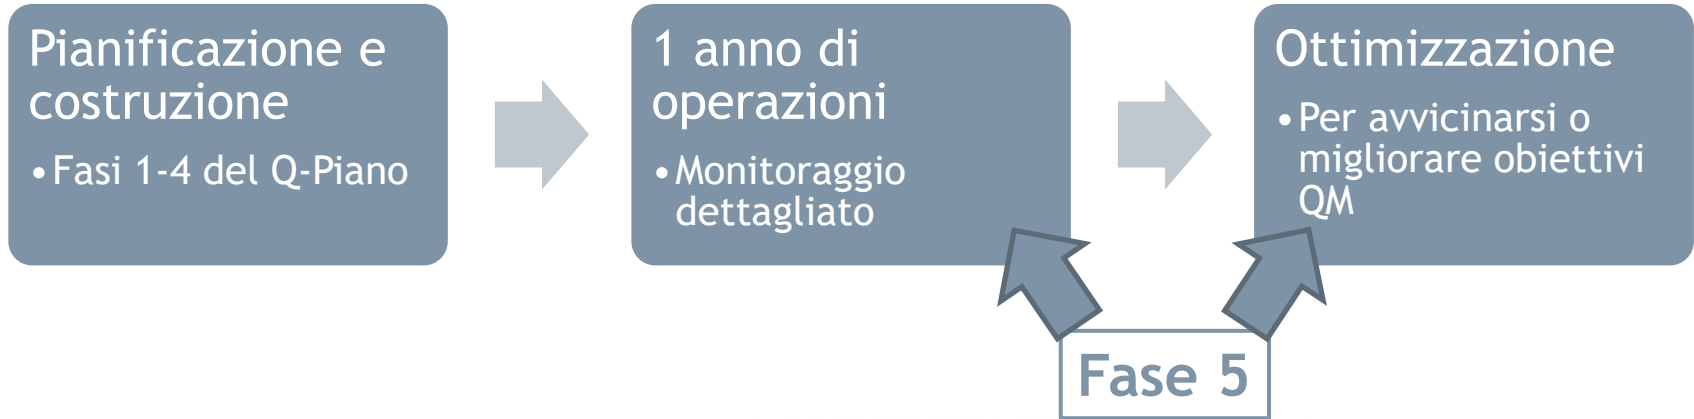 Pianificazione e
costruzione
•Fasi 1-4 del Q-Piano
1 anno di
operazioni
•Monitoraggio
dettagliato
Ottimizzazione
•Per avvicinarsi o
migliorare obiettivi
QM
Fase 5